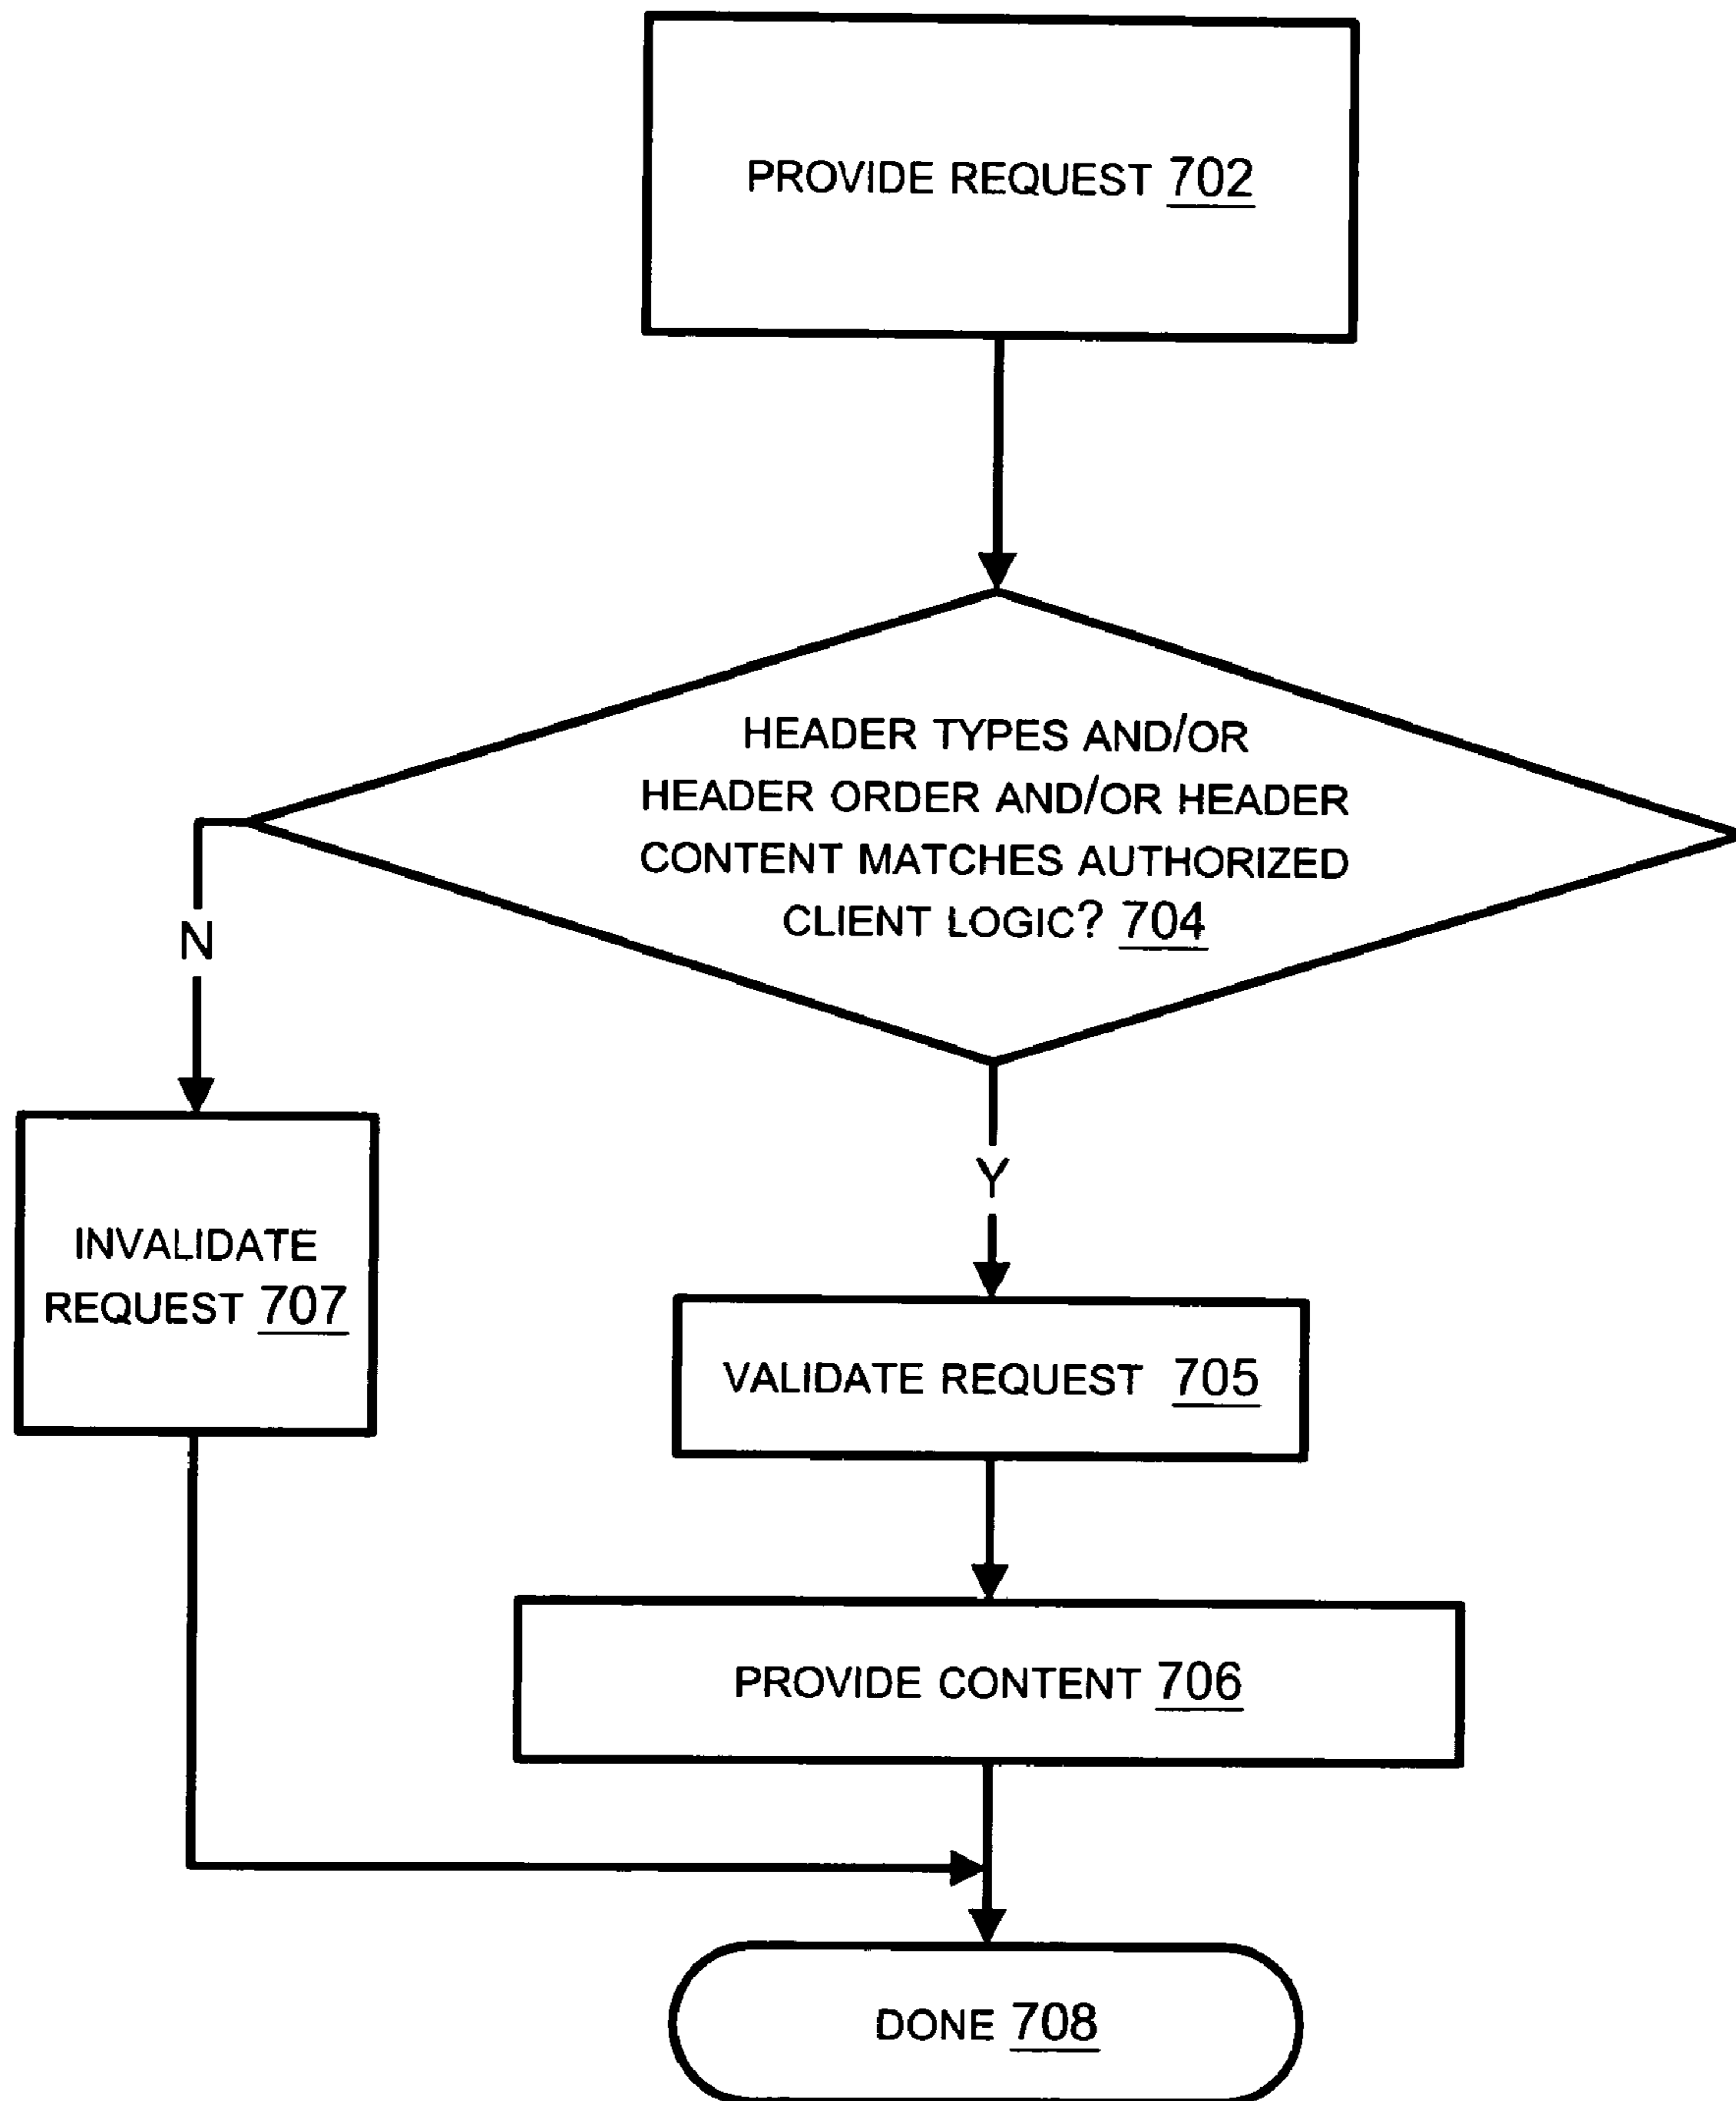 PROVIDE REQUEST 702
HEADER TYPES AND/OR
HEADER ORDER AND/OR HEADER
CONTENT MATCHES AUTHORIZED
CLIENT LOGIC? 704
N
Y
INVALIDATE
REQUEST 707
VALIDATE REQUEST 705
PROVIDE CONTENT 706
DONE 708